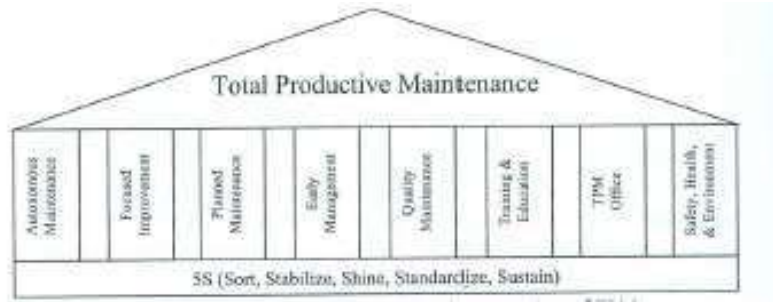 Total Productive Maintenance
Autonomous
Maintenance
Focused
Improvement
Planned
Maintenance
Early
Management
Quality
Maintenance
Training &
Education
TPM
Office
Safety, Health,
& Environment
5S (Sort, Stabilize, Shine, Standardize, Sustain)